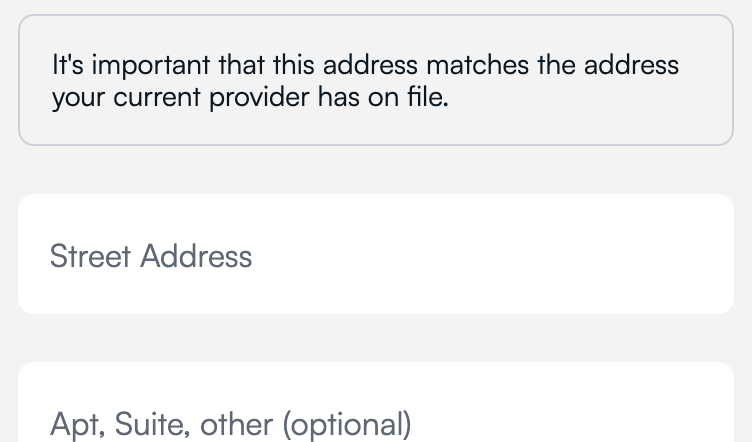 It's important that this address matches the address
your current provider has on file.
Street Address
Apt, Suite, other (optional)